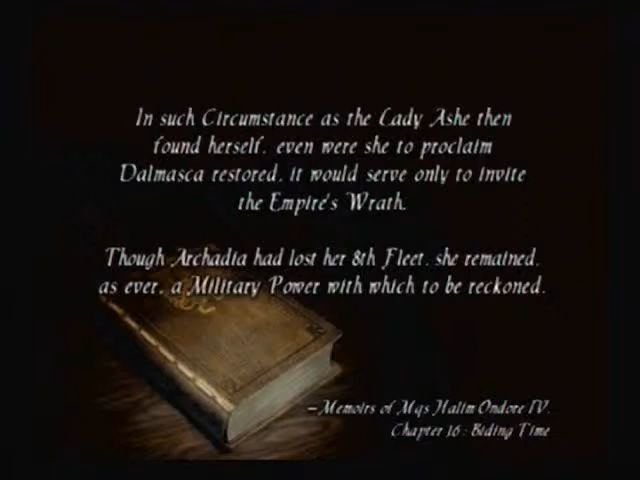 In such Circumstance as the Lady Ashe then
found herself, even were she to proclaim
Dalmasca restored, it would serve only to invite
the Empire's Wrath.
Though Archadia had lost her 8th Fleet, she remained,
as ever, a Military Power with which to be reckoned.
—Memoirs of Mqs Halim Ondore IV,
Chapter 16 : Biding Time